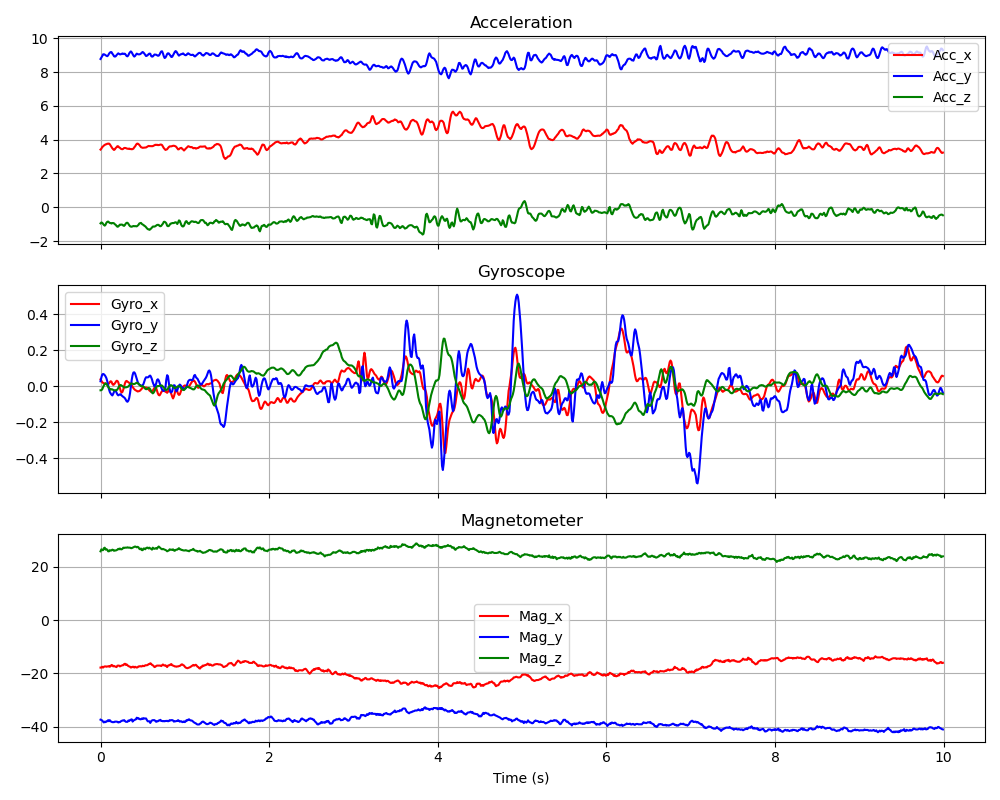 Acceleration
10
8
6
4
2
0
−2
Acc_x
Acc_y
Acc_z
Gyroscope
0.4
0.2
0.0
−0.2
−0.4
Gyro_x
Gyro_y
Gyro_z
Magnetometer
20
0
−20
−40
Mag_x
Mag_y
Mag_z
0 2 4 6 8 10
Time (s)